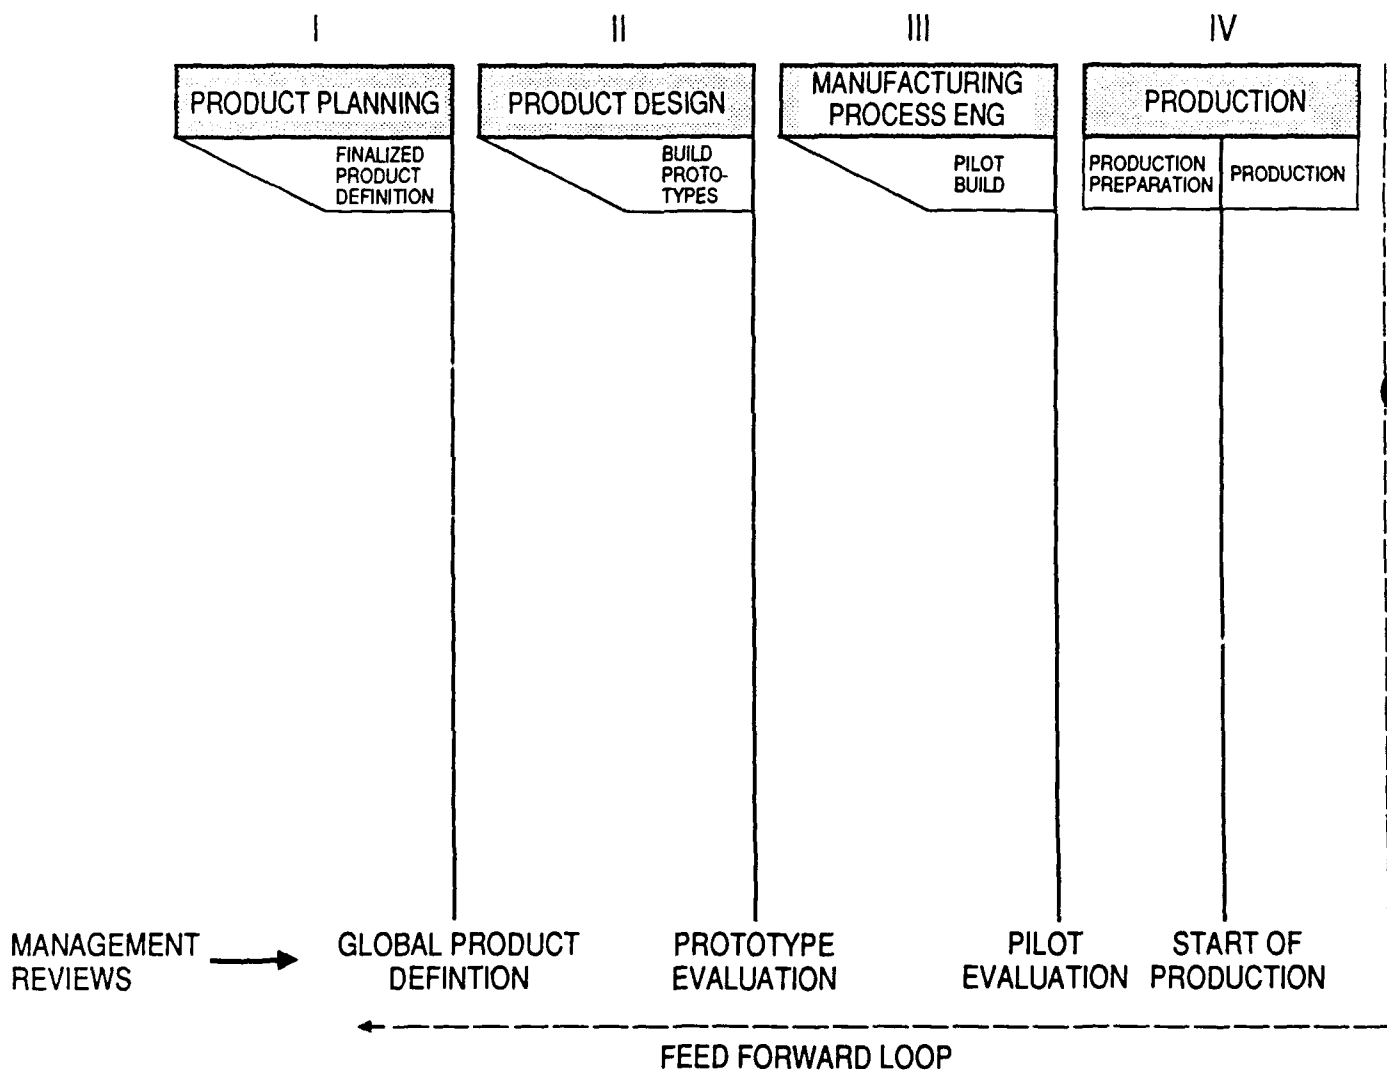 I
II
III
IV
PRODUCT PLANNING
PRODUCT DESIGN
MANUFACTURING
PROCESS ENG
PRODUCTION
FINALIZED
PRODUCT
DEFINITION
BUILD
PROTO-
TYPES
PILOT
BUILD
PRODUCTION
PREPARATION
PRODUCTION
MANAGEMENT
REVIEWS
GLOBAL PRODUCT
DEFINTION
PROTOTYPE
EVALUATION
PILOT
EVALUATION
START OF
PRODUCTION
FEED FORWARD LOOP